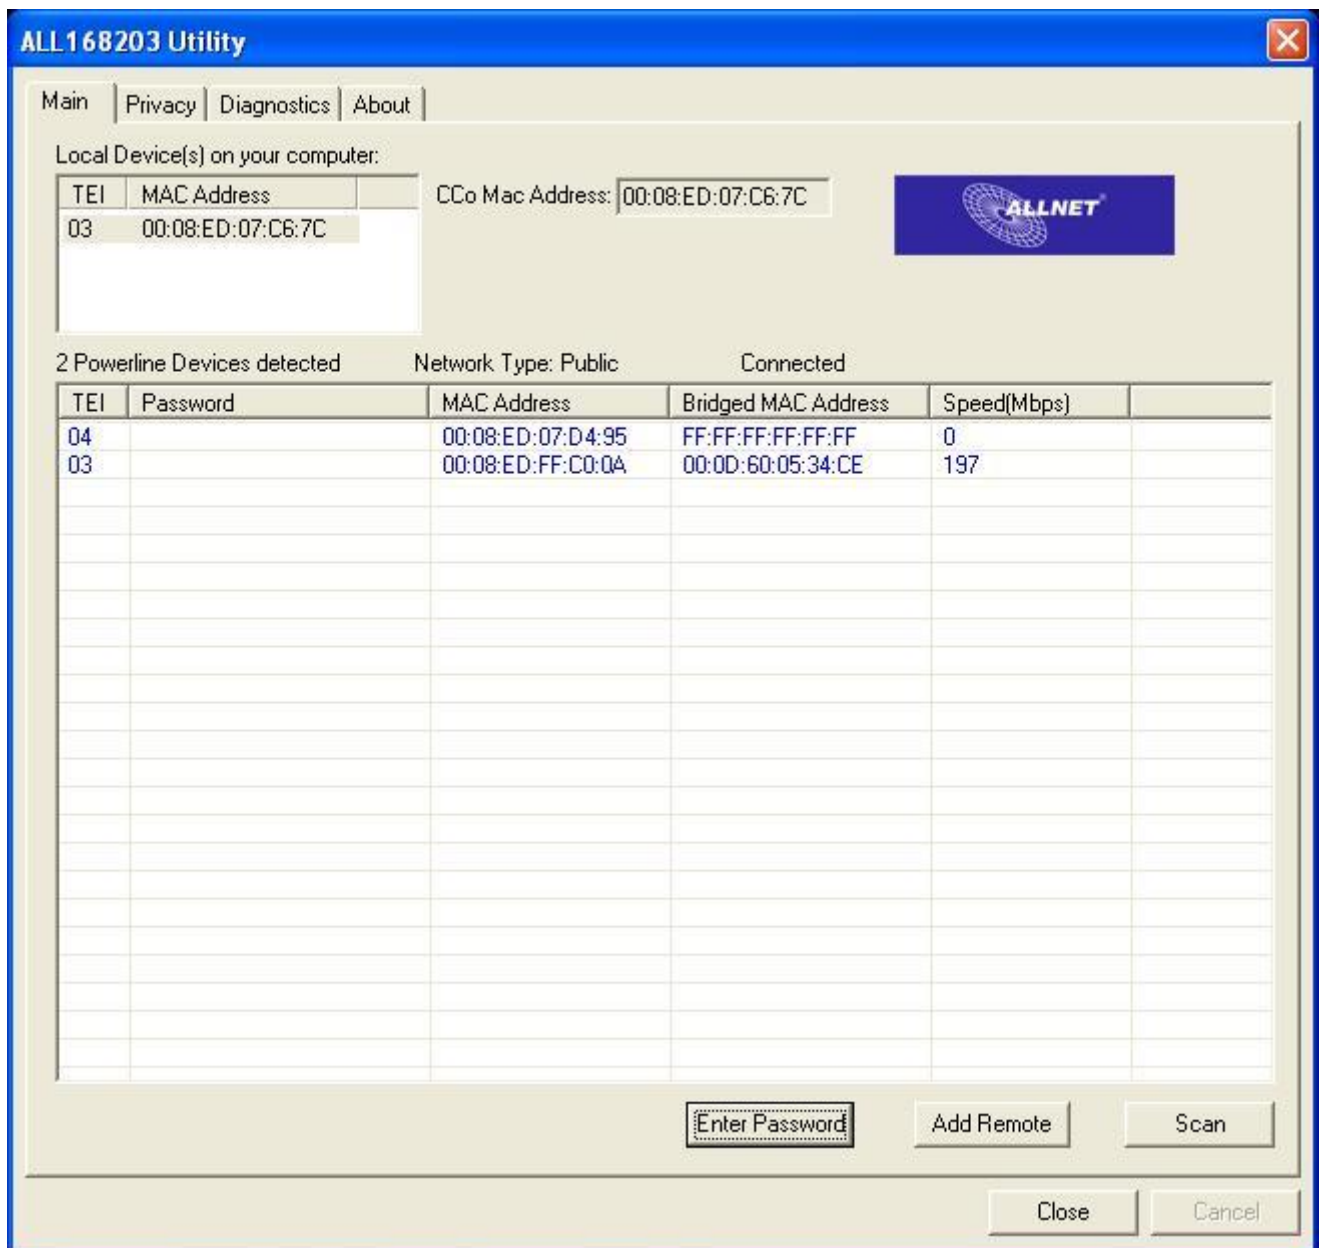 ALL168203 Utility
Main Privacy Diagnostics About
Local Device(s) on your computer:
TEI MAC Address
03 00:08:ED:07:C6:7C
CCo Mac Address: 00:08:ED:07:C6:7C
ALLNET®
2 Powerline Devices detected Network Type: Public Connected
TEI Password MAC Address Bridged MAC Address Speed(Mbps)
04 00:08:ED:07:D4:95 FF:FF:FF:FF:FF:FF 0
03 00:08:ED:FF:C0:0A 00:0D:60:05:34:CE 197
Enter Password Add Remote Scan
Close Cancel